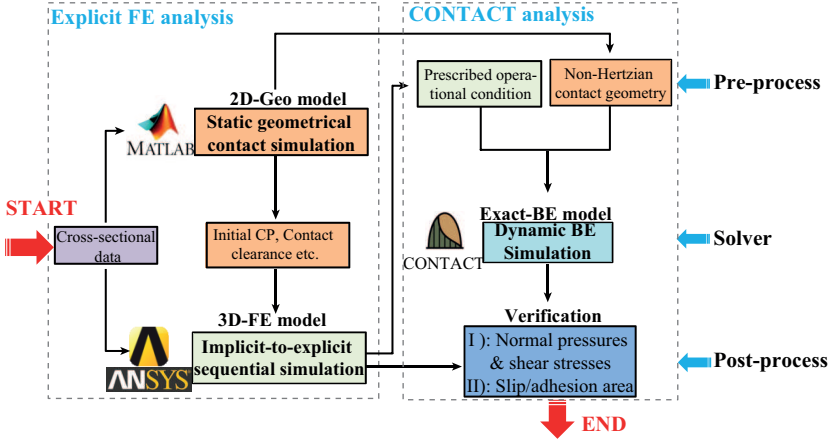 Explicit FE analysis
CONTACT analysis
Prescribed opera-
tional condition
Non-Hertzian
contact geometry
Pre-process
2D-Geo model
MATLAB
Static geometrical
contact simulation
START
Cross-sectional
data
Initial CP, Contact
clearance etc.
Exact-BE model
CONTACT
Dynamic BE
Simulation
Solver
3D-FE model
ANSYS
Implicit-to-explicit
sequential simulation
Verification
I ): Normal pressures
& shear stresses
II): Slip/adhesion area
Post-process
END